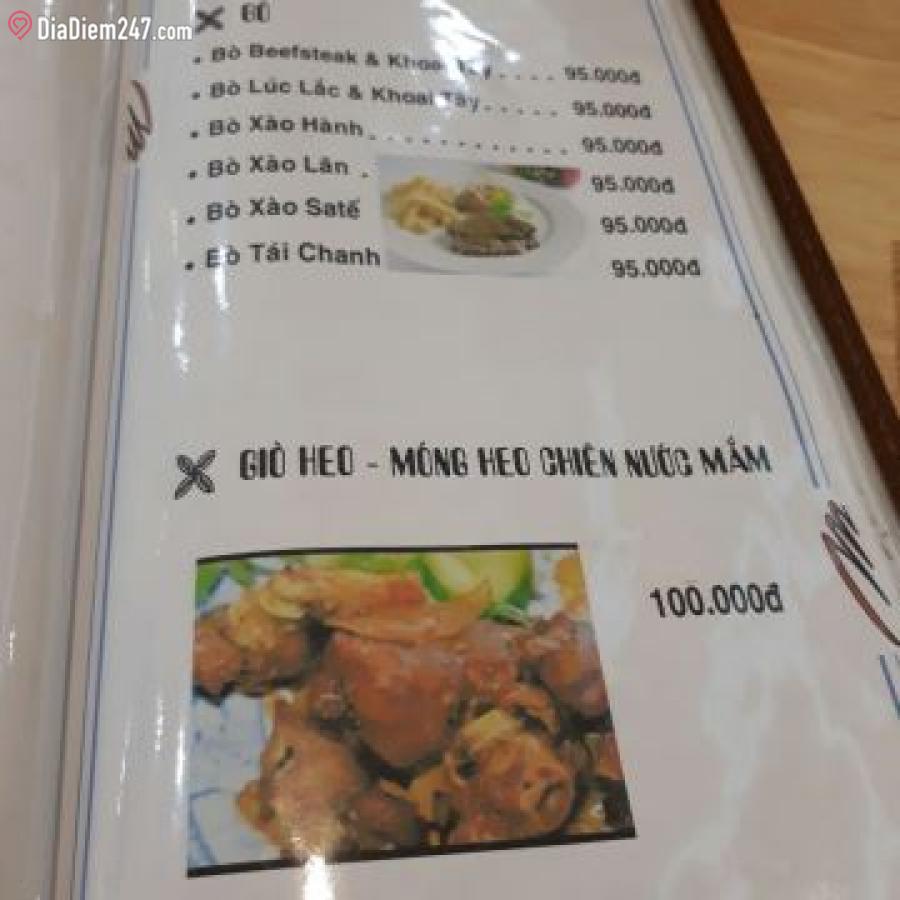 DiaDiem247.com
BÒ
• Bò Beefsteak & Khoai Tây . . . . 95.000đ
• Bò Lúc Lắc & Khoai Tây . . . . . 95.000đ
• Bò Xào Hành . . . . . . . . . . . . 95.000đ
• Bò Xào Lăn . 95.000đ
• Bò Xào Satế 95.000đ
• Bò Tái Chanh 95.000đ
GIÒ HEO - MÓNG HEO CHIÊN NƯỚC MẮM
100.000đ